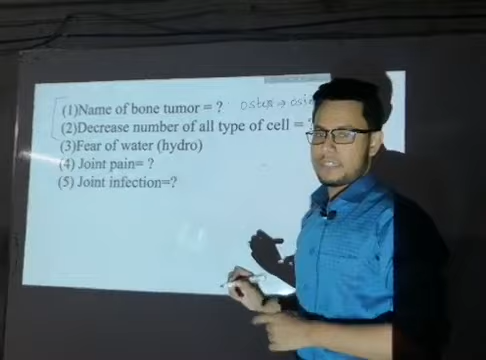 (1)Name of bone tumor = ?
(2)Decrease number of all type of cell = ?
(3)Fear of water (hydro)
(4) Joint pain= ?
(5) Joint infection=?